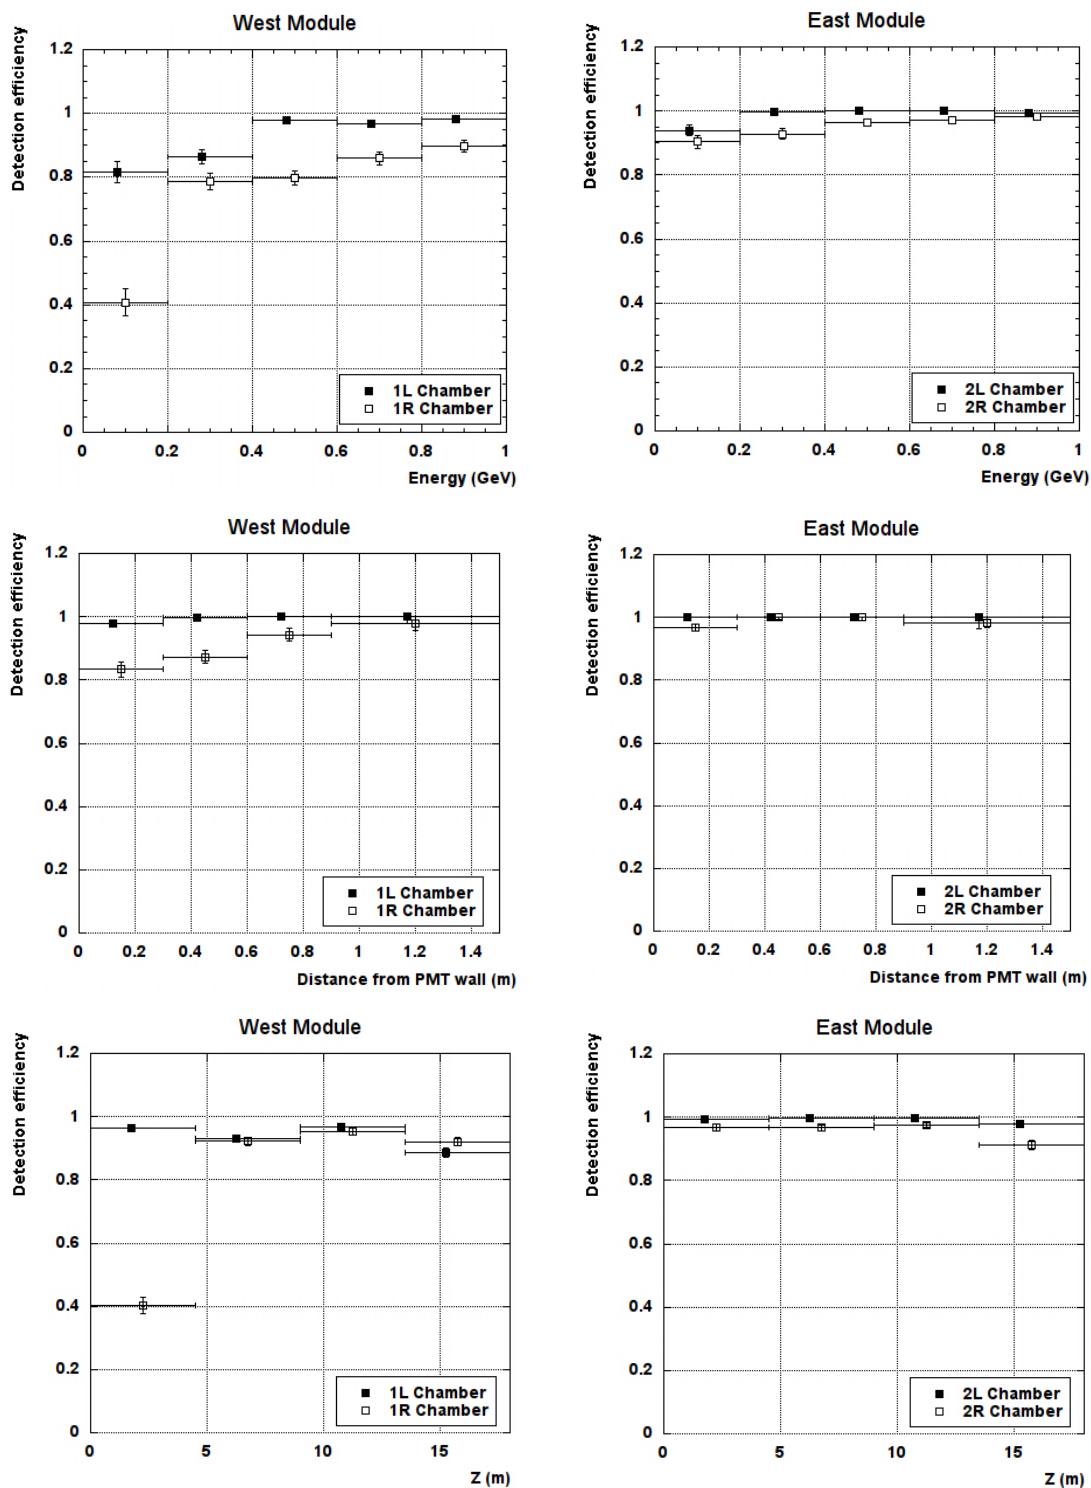 West Module
Detection efficiency
1.2
1
0.8
0.6
0.4
0.2
0
1L Chamber
1R Chamber
0 0.2 0.4 0.6 0.8 1
Energy (GeV)
East Module
Detection efficiency
1.2
1
0.8
0.6
0.4
0.2
0
2L Chamber
2R Chamber
0 0.2 0.4 0.6 0.8 1
Energy (GeV)
West Module
Detection efficiency
1.2
1
0.8
0.6
0.4
0.2
0
1L Chamber
1R Chamber
0 0.2 0.4 0.6 0.8 1 1.2 1.4
Distance from PMT wall (m)
East Module
Detection efficiency
1.2
1
0.8
0.6
0.4
0.2
0
2L Chamber
2R Chamber
0 0.2 0.4 0.6 0.8 1 1.2 1.4
Distance from PMT wall (m)
West Module
Detection efficiency
1.2
1
0.8
0.6
0.4
0.2
0
1L Chamber
1R Chamber
0 5 10 15
Z (m)
East Module
Detection efficiency
1.2
1
0.8
0.6
0.4
0.2
0
2L Chamber
2R Chamber
0 5 10 15
Z (m)